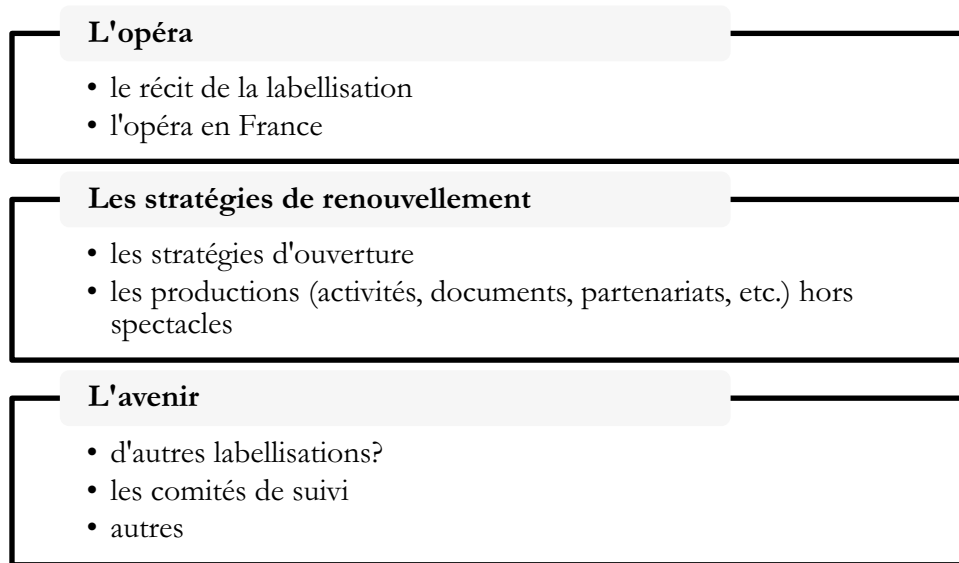 L'opéra
• le récit de la labellisation
• l'opéra en France
Les stratégies de renouvellement
• les stratégies d'ouverture
• les productions (activités, documents, partenariats, etc.) hors
spectacles
L'avenir
• d'autres labellisations?
• les comités de suivi
• autres